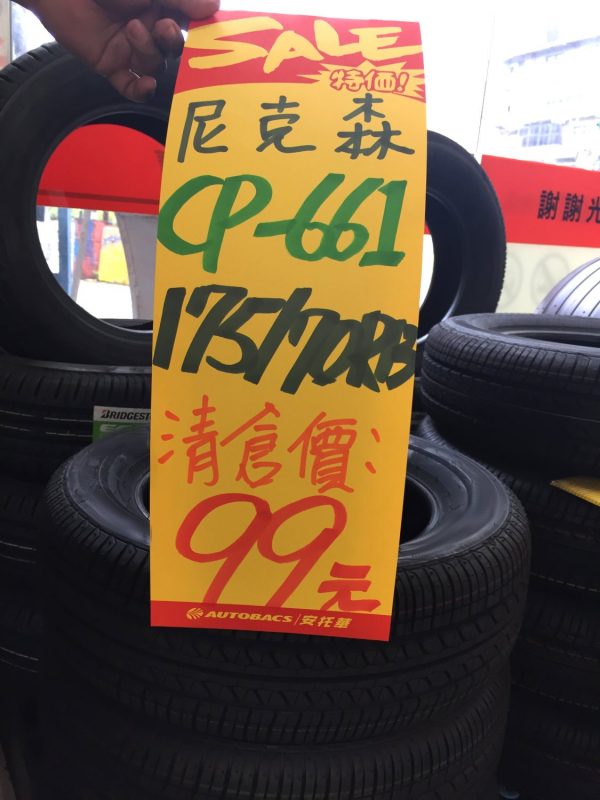 SALE
特価!
尼克森
CP-661
175/70R13
清倉價:
99元
AUTOBACS 安托華
BRIDGEST
謝謝光